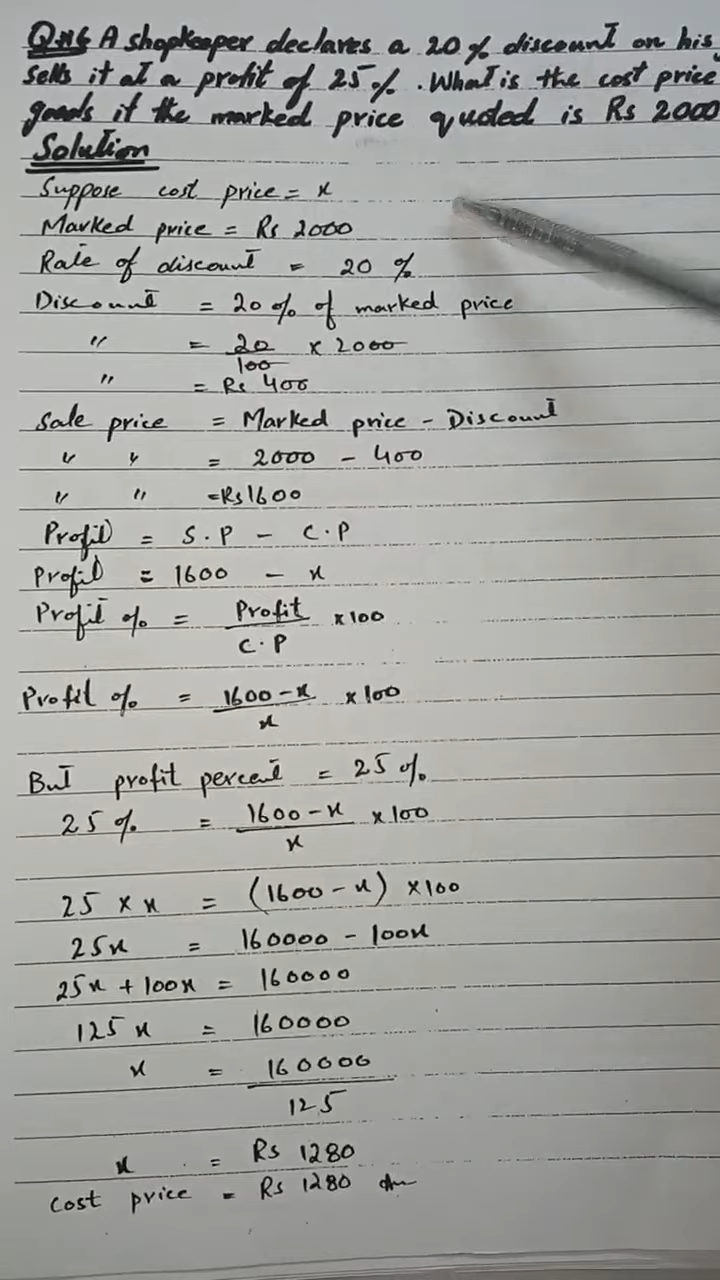 Q.N6 A shopkeeper declares a 20% discount on his
sells it at a profit of 25%. What is the cost price
goods if the marked price quoted is Rs 2000
Solution
Suppose cost price = x
Marked price = Rs 2000
Rate of discount = 20 %
Discount = 20% of marked price
" = 20/100 x 2000
" = Rs 400
Sale price = Marked price - Discount
" " = 2000 - 400
" " = Rs 1600
Profit = S.P - C.P
Profit = 1600 - x
Profit % = Profit/C.P x 100
Profit % = 1600-x/x x 100
But profit percent = 25 %
25 % = 1600-x/x x 100
25 x x = (1600 - x) x 100
25x = 160000 - 100x
25x + 100x = 160000
125 x = 160000
x = 160000/125
x = Rs 1280
Cost price = Rs 1280